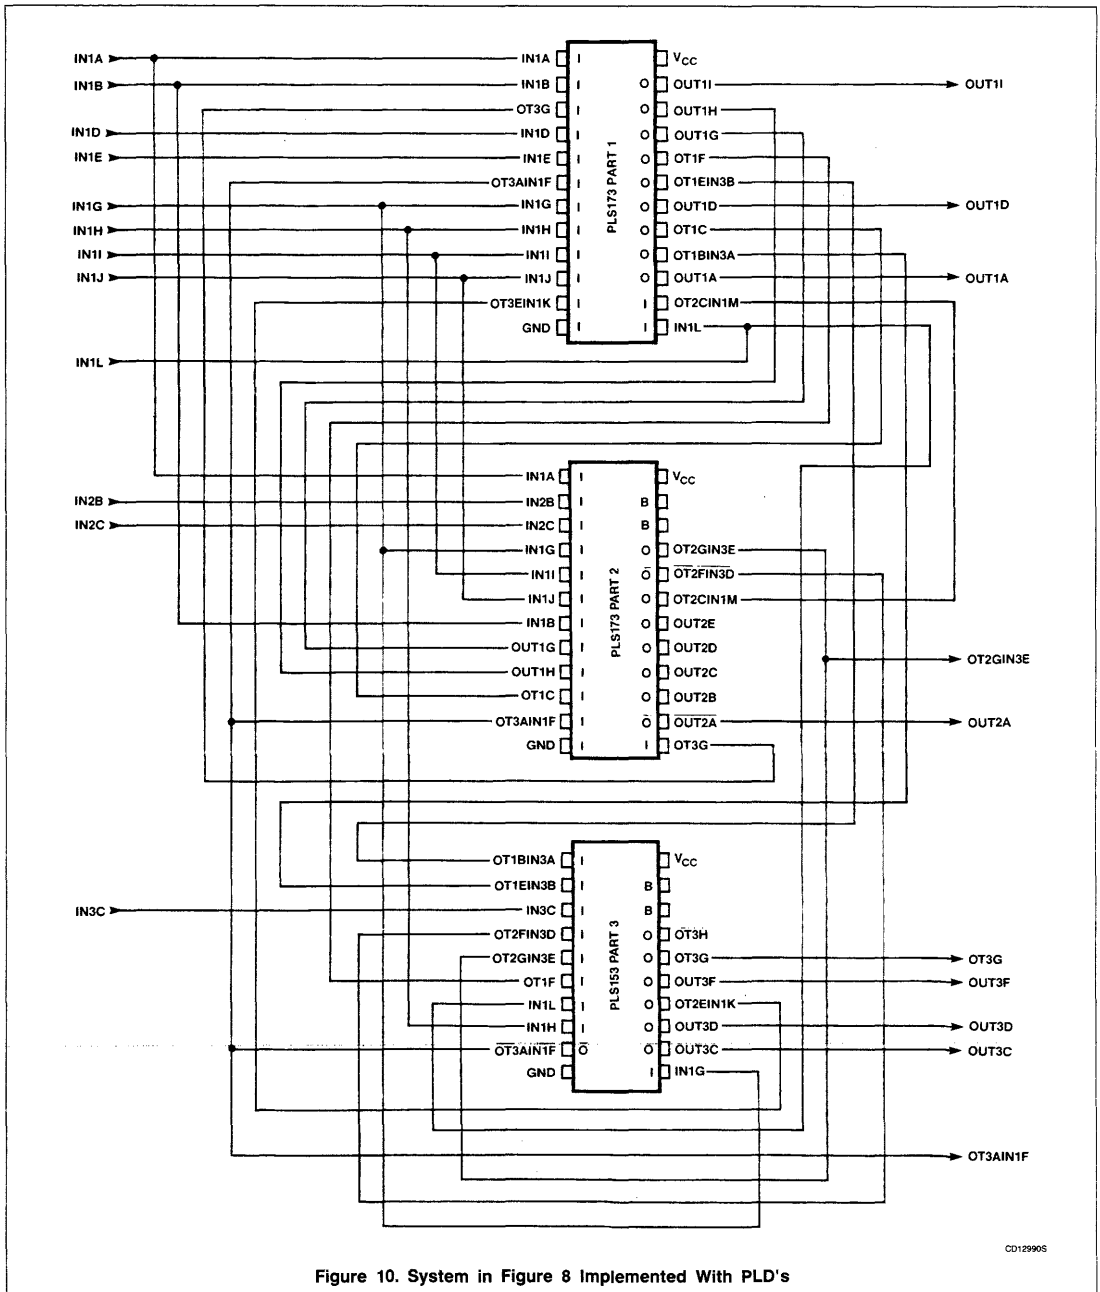 IN1A
IN1B
IN1D
IN1E
IN1G
IN1H
IN1I
IN1J
IN1L
IN1A I VCC
IN1B I O OUT1I
OT3G I O OUT1H
IN1D I O OUT1G
IN1E I O OT1F
OT3AIN1F I O OT1EIN3B
IN1G I O OUT1D
IN1H I O OT1C
IN1I I O OT1BIN3A
IN1J I O OUT1A
OT3EIN1K I I OT2CIN1M
GND I IN1L
PLS173 PART 1
OUT1I
OUT1D
OUT1A
IN2B
IN2C
IN1A I VCC
IN2B I B
IN2C I B
IN1G I O OT2GIN3E
IN1I I O OT2FIN3D
IN1J I O OT2CIN1M
IN1B I O OUT2E
OUT1G I O OUT2D
OUT1H I O OUT2C
OT1C I O OUT2B
OT3AIN1F I O OUT2A
GND I OT3G
PLS173 PART 2
OT2GIN3E
OUT2A
IN3C
OT1BIN3A I VCC
OT1EIN3B I B
IN3C I B
OT2FIN3D I O OT3H
OT2GIN3E I O OT3G
OT1F I O OUT3F
IN1L I O OT2EIN1K
IN1H I O OUT3D
OT3AIN1F O O OUT3C
GND I IN1G
PLS153 PART 3
OT3G
OUT3F
OUT3D
OUT3C
OT3AIN1F
CD12990S
Figure 10. System in Figure 8 Implemented With PLD's